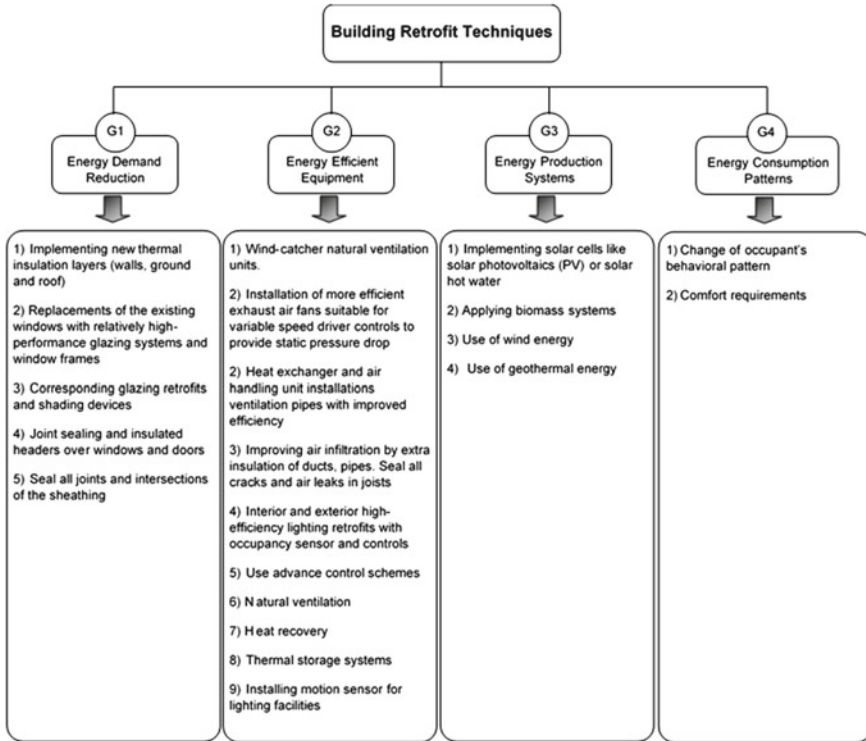 Building Retrofit Techniques
G1
Energy Demand
Reduction
G2
Energy Efficient
Equipment
G3
Energy Production
Systems
G4
Energy Consumption
Patterns
1) Implementing new thermal
insulation layers (walls, ground
and roof)
2) Replacements of the existing
windows with relatively high-
performance glazing systems and
window frames
3) Corresponding glazing retrofits
and shading devices
4) Joint sealing and insulated
headers over windows and doors
5) Seal all joints and intersections
of the sheathing
1) Wind-catcher natural ventilation
units.
2) Installation of more efficient
exhaust air fans suitable for
variable speed driver controls to
provide static pressure drop
2) Heat exchanger and air
handling unit installations
ventilation pipes with improved
efficiency
3) Improving air infiltration by extra
insulation of ducts, pipes. Seal all
cracks and air leaks in joists
4) Interior and exterior high-
efficiency lighting retrofits with
occupancy sensor and controls
5) Use advance control schemes
6) Natural ventilation
7) Heat recovery
8) Thermal storage systems
9) Installing motion sensor for
lighting facilities
1) Implementing solar cells like
solar photovoltaics (PV) or solar
hot water
2) Applying biomass systems
3) Use of wind energy
4) Use of geothermal energy
1) Change of occupant's
behavioral pattern
2) Comfort requirements